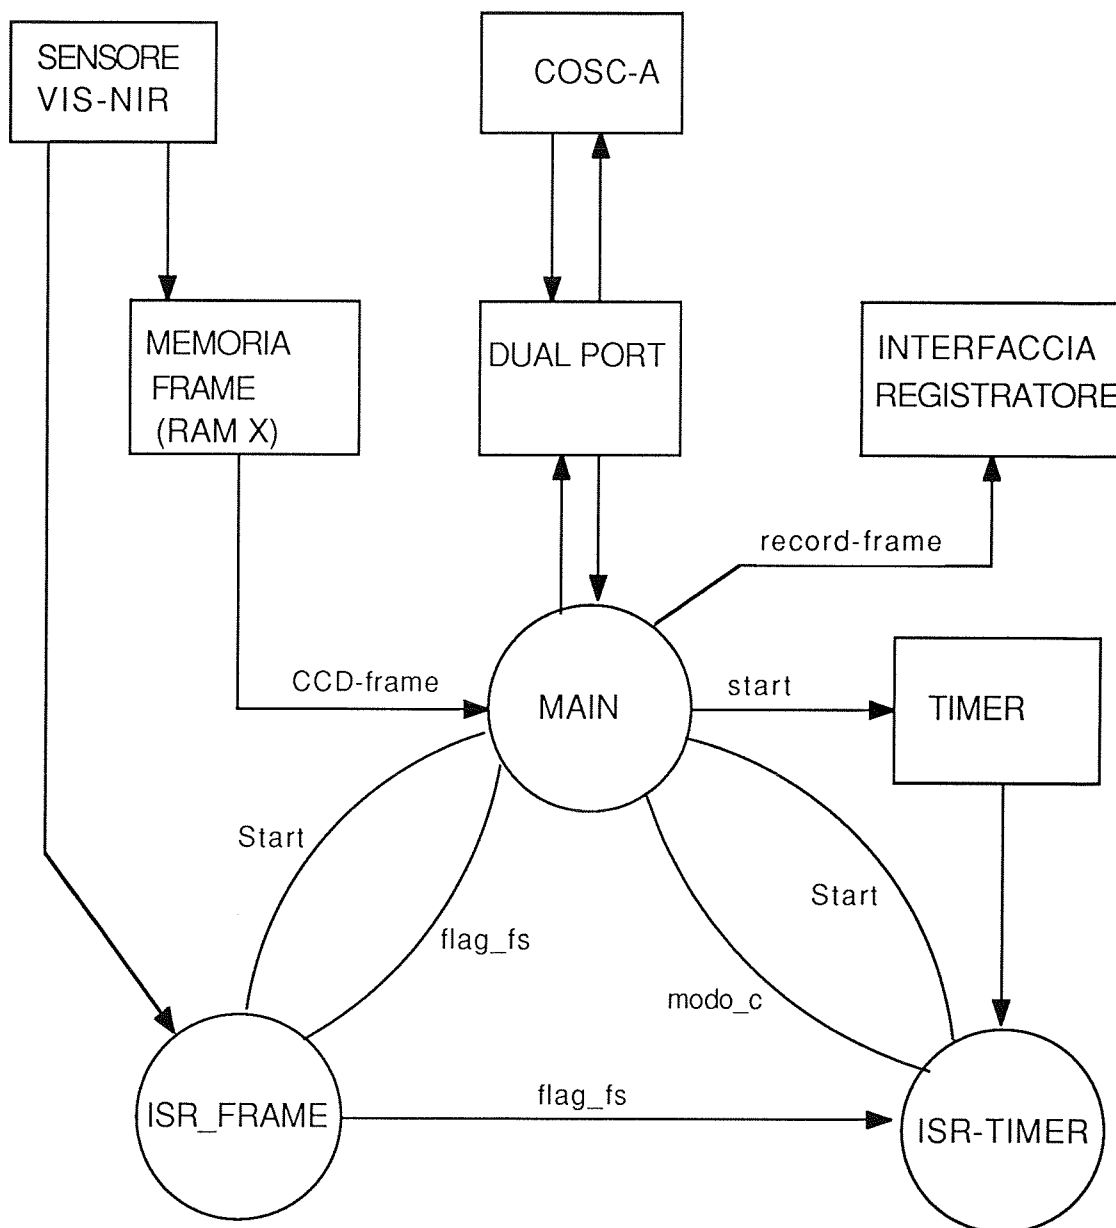 SENSORE
VIS-NIR
COSC-A
MEMORIA
FRAME
(RAM X)
DUAL PORT
INTERFACCIA
REGISTRATORE
record-frame
CCD-frame
MAIN
start
TIMER
Start
Start
flag_fs
modo_c
ISR_FRAME
flag_fs
ISR-TIMER